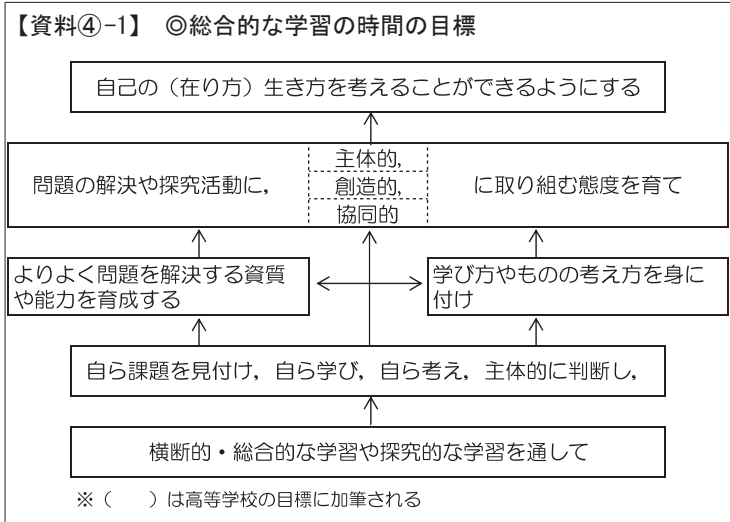 【資料④-1】 ◎総合的な学習の時間の目標
自己の（在り方）生き方を考えることができるようにする
問題の解決や探究活動に，
主体的，
創造的，
協同的
に取り組む態度を育て
よりよく問題を解決する資質
や能力を育成する
学び方やものの考え方を身に
付け
自ら課題を見付け，自ら学び，自ら考え，主体的に判断し，
横断的・総合的な学習や探究的な学習を通して
※（　　）は高等学校の目標に加筆される